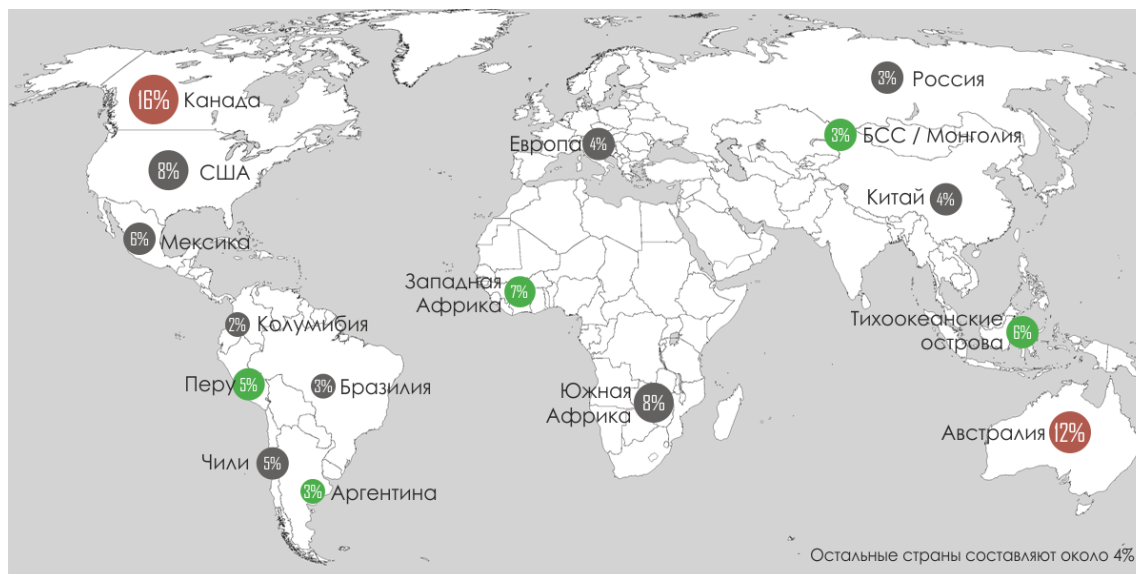 16% Канада
8% США
6% Мексика
2% Колумибия
Перу 5%
3% Бразилия
Чили 5%
3% Аргентина
Европа 4%
Западная
Африка 7%
Южная
Африка 8%
3% Россия
3% БСС / Монголия
Китай 4%
Тихоокеанские
острова 6%
Австралия 12%
Остальные страны составляют около 4%